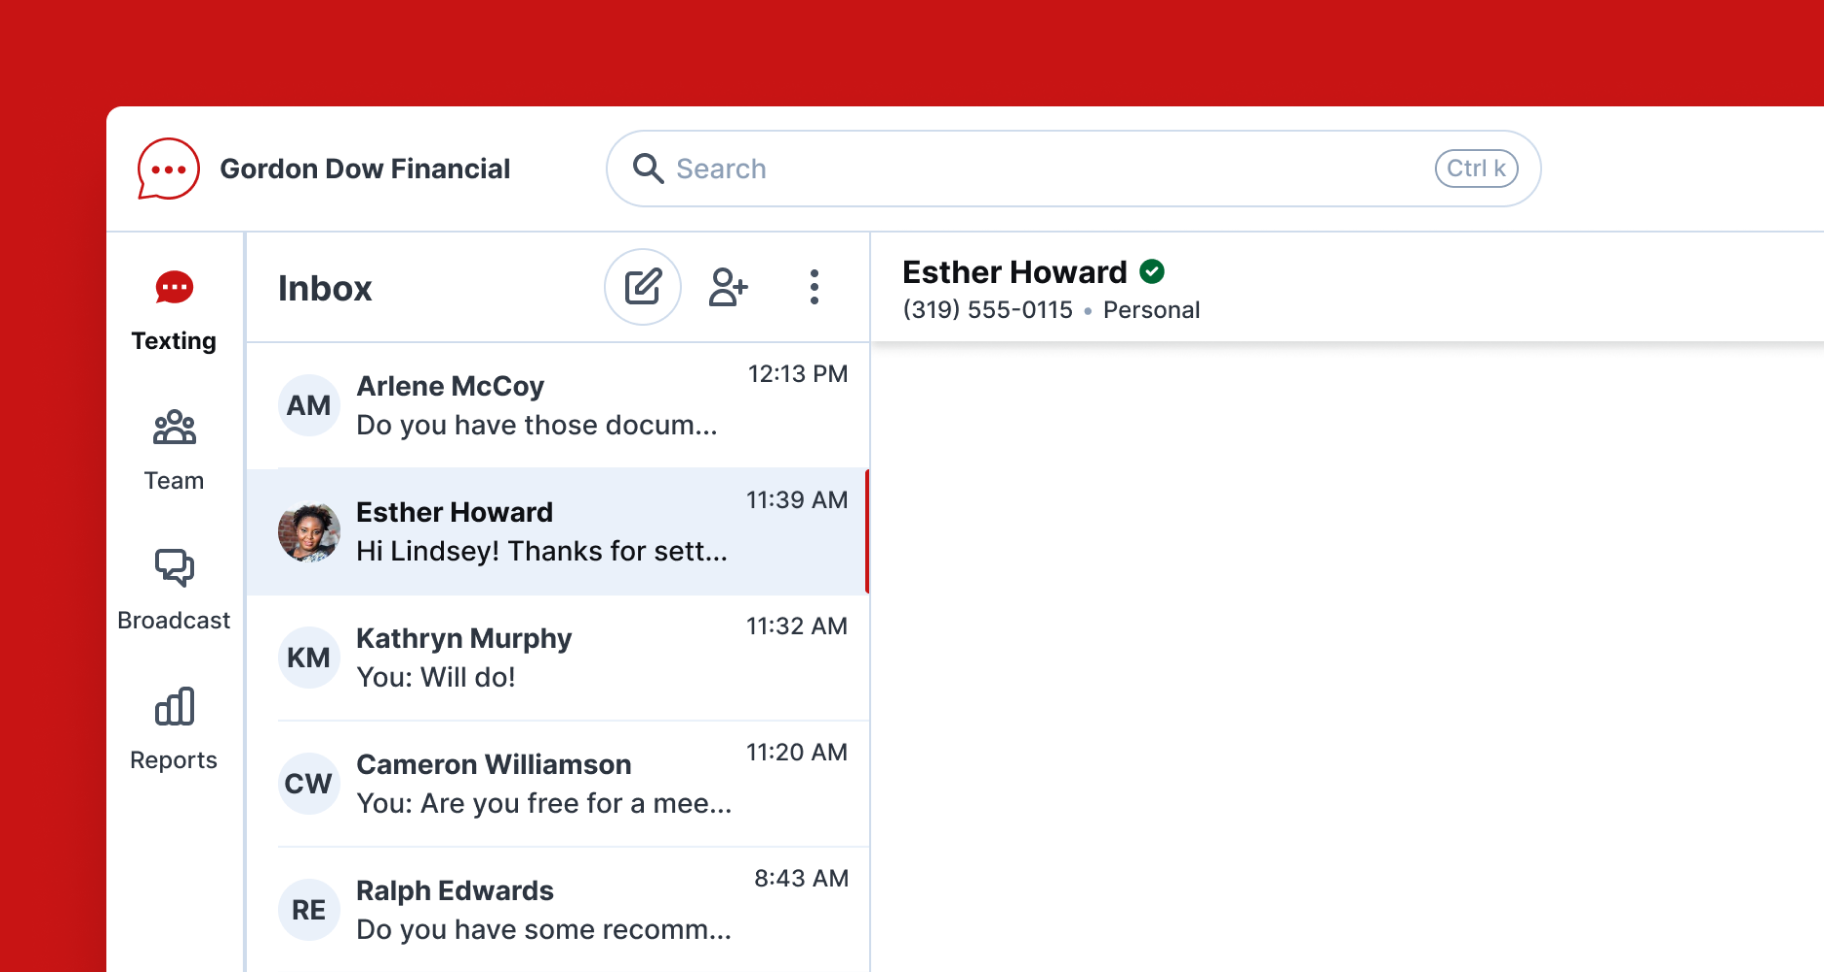 Gordon Dow Financial
Search
Ctrl k
Texting
Team
Broadcast
Reports
Inbox
AM
Arlene McCoy
12:13 PM
Do you have those docum...
Esther Howard
11:39 AM
Hi Lindsey! Thanks for sett...
KM
Kathryn Murphy
11:32 AM
You: Will do!
CW
Cameron Williamson
11:20 AM
You: Are you free for a mee...
RE
Ralph Edwards
8:43 AM
Do you have some recomm...
Esther Howard
(319) 555-0115 • Personal